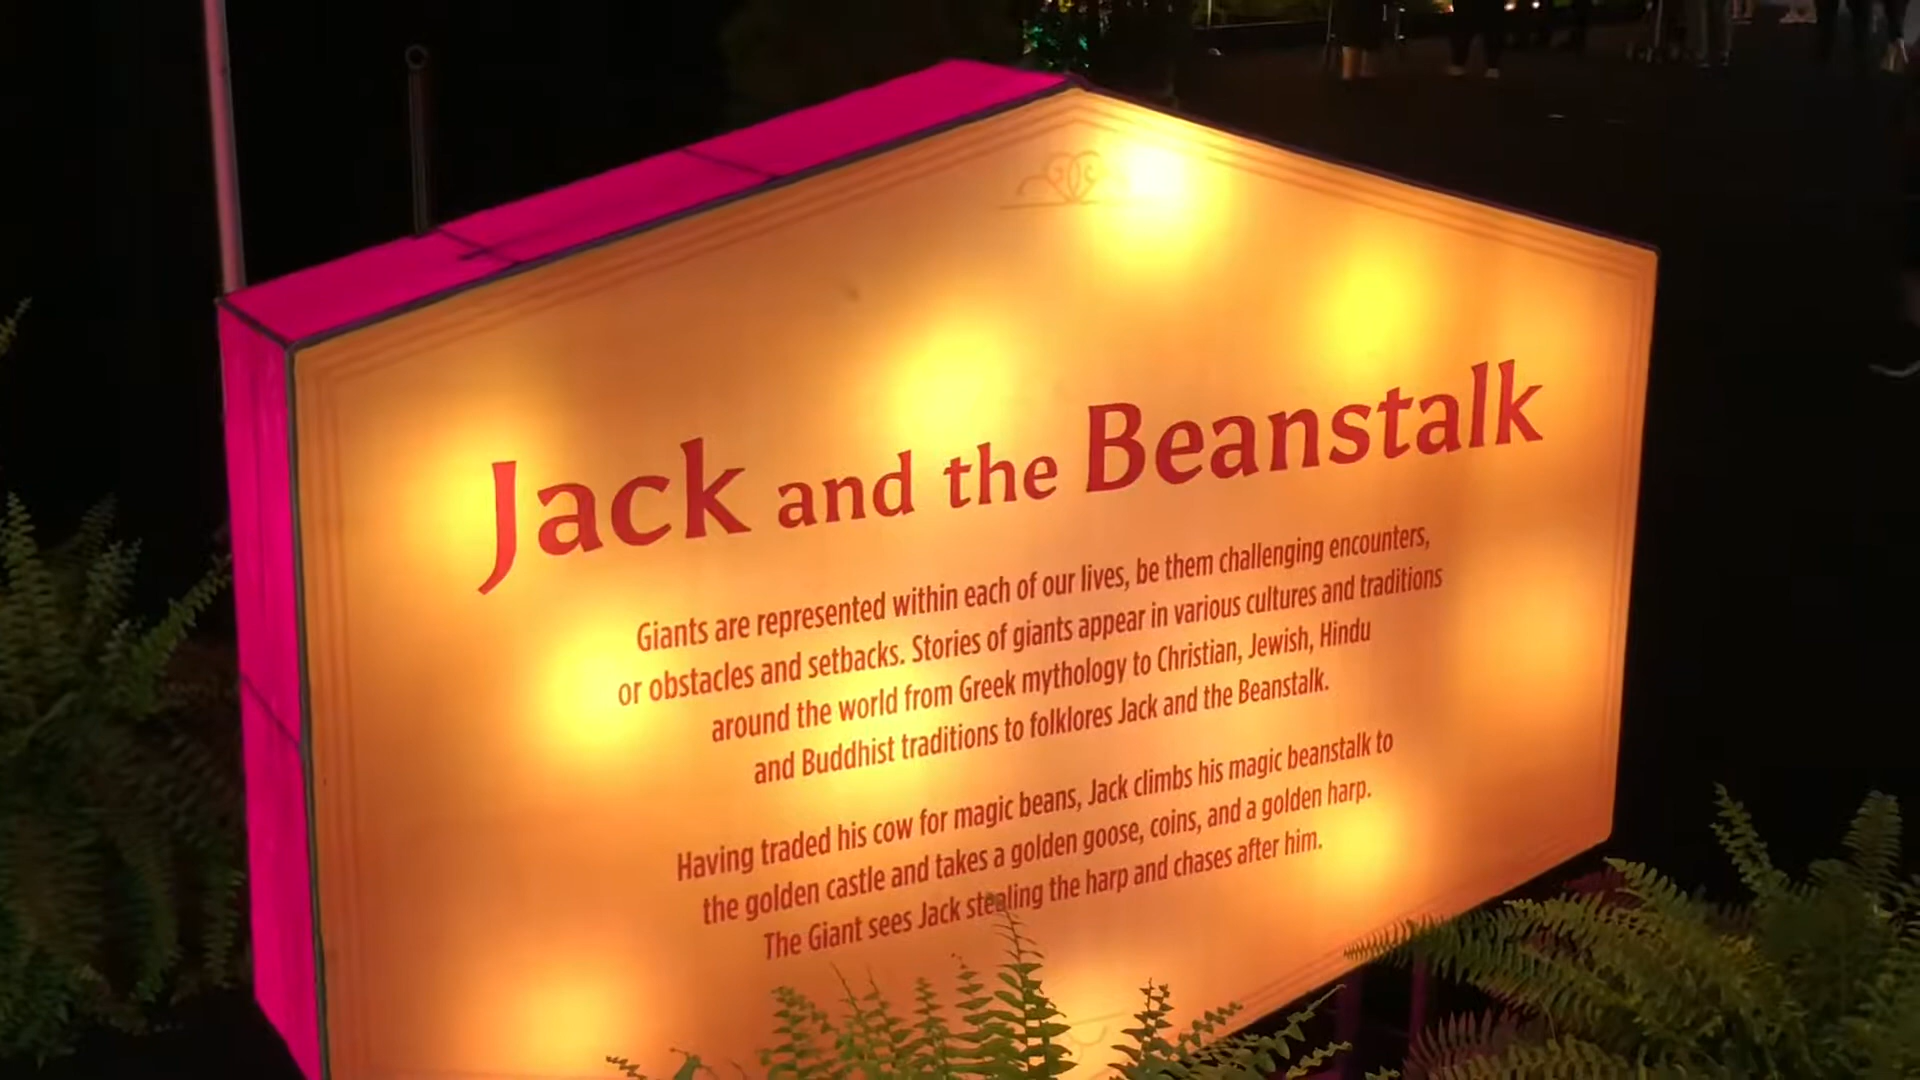 Jack and the Beanstalk
Giants are represented within each of our lives, be them challenging encounters,
or obstacles and setbacks. Stories of giants appear in various cultures and traditions
around the world from Greek mythology to Christian, Jewish, Hindu
and Buddhist traditions to folklores Jack and the Beanstalk.
Having traded his cow for magic beans, Jack climbs his magic beanstalk to
the golden castle and takes a golden goose, coins, and a golden harp.
The Giant sees Jack stealing the harp and chases after him.